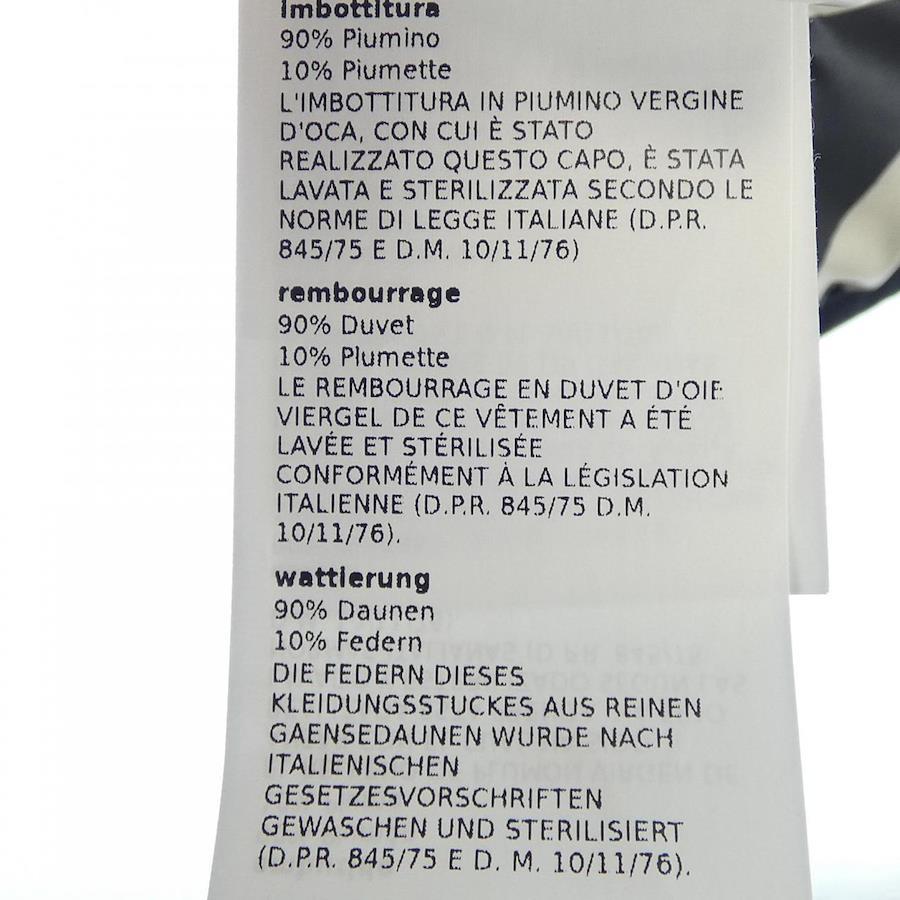 imbottitura
90% Piumino
10% Piumette
L'IMBOTTITURA IN PIUMINO VERGINE
D'OCA, CON CUI È STATO
REALIZZATO QUESTO CAPO, È STATA
LAVATA E STERILIZZATA SECONDO LE
NORME DI LEGGE ITALIANE (D.P.R.
845/75 E D.M. 10/11/76)
rembourrage
90% Duvet
10% Plumette
LE REMBOURRAGE EN DUVET D'OIE
VIERGEL DE CE VÊTEMENT A ÉTÉ
LAVÉE ET STÉRILISÉE
CONFORMÉMENT À LA LÉGISLATION
ITALIENNE (D.P.R. 845/75 D.M.
10/11/76).
wattierung
90% Daunen
10% Federn
DIE FEDERN DIESES
KLEIDUNGSSTUCKES AUS REINEN
GAENSEDAUNEN WURDE NACH
ITALIENISCHEN
GESETZESVORSCHRIFTEN
GEWASCHEN UND STERILISIERT
(D.P.R. 845/75 E D. M. 10/11/76).